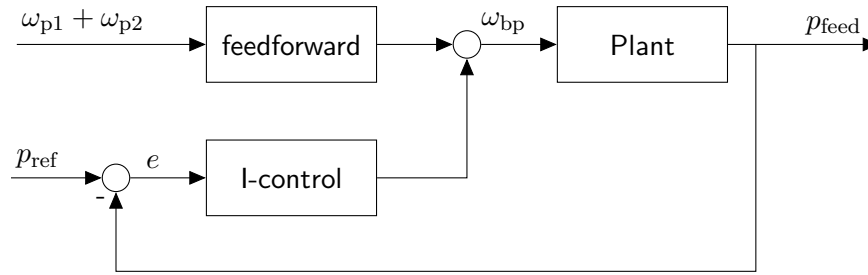 ω_p1 + ω_p2
feedforward
ω_bp
Plant
p_feed
p_ref
-
e
I-control